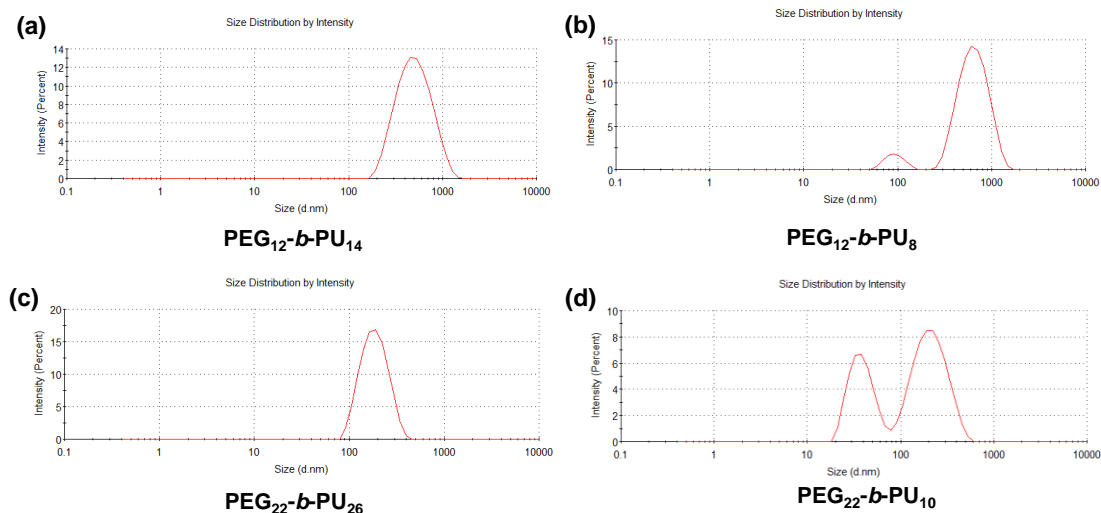 (a)
Size Distribution by Intensity
Intensity (Percent)
14
12
10
8
6
4
2
0
0.1 1 10 100 1000 10000
Size (d.nm)
PEG12-b-PU14
(b)
Size Distribution by Intensity
Intensity (Percent)
15
10
5
0
0.1 1 10 100 1000 10000
Size (d.nm)
PEG12-b-PU8
(c)
Size Distribution by Intensity
Intensity (Percent)
20
15
10
5
0
0.1 1 10 100 1000 10000
Size (d.nm)
PEG22-b-PU26
(d)
Size Distribution by Intensity
Intensity (Percent)
10
8
6
4
2
0
0.1 1 10 100 1000 10000
Size (d.nm)
PEG22-b-PU10